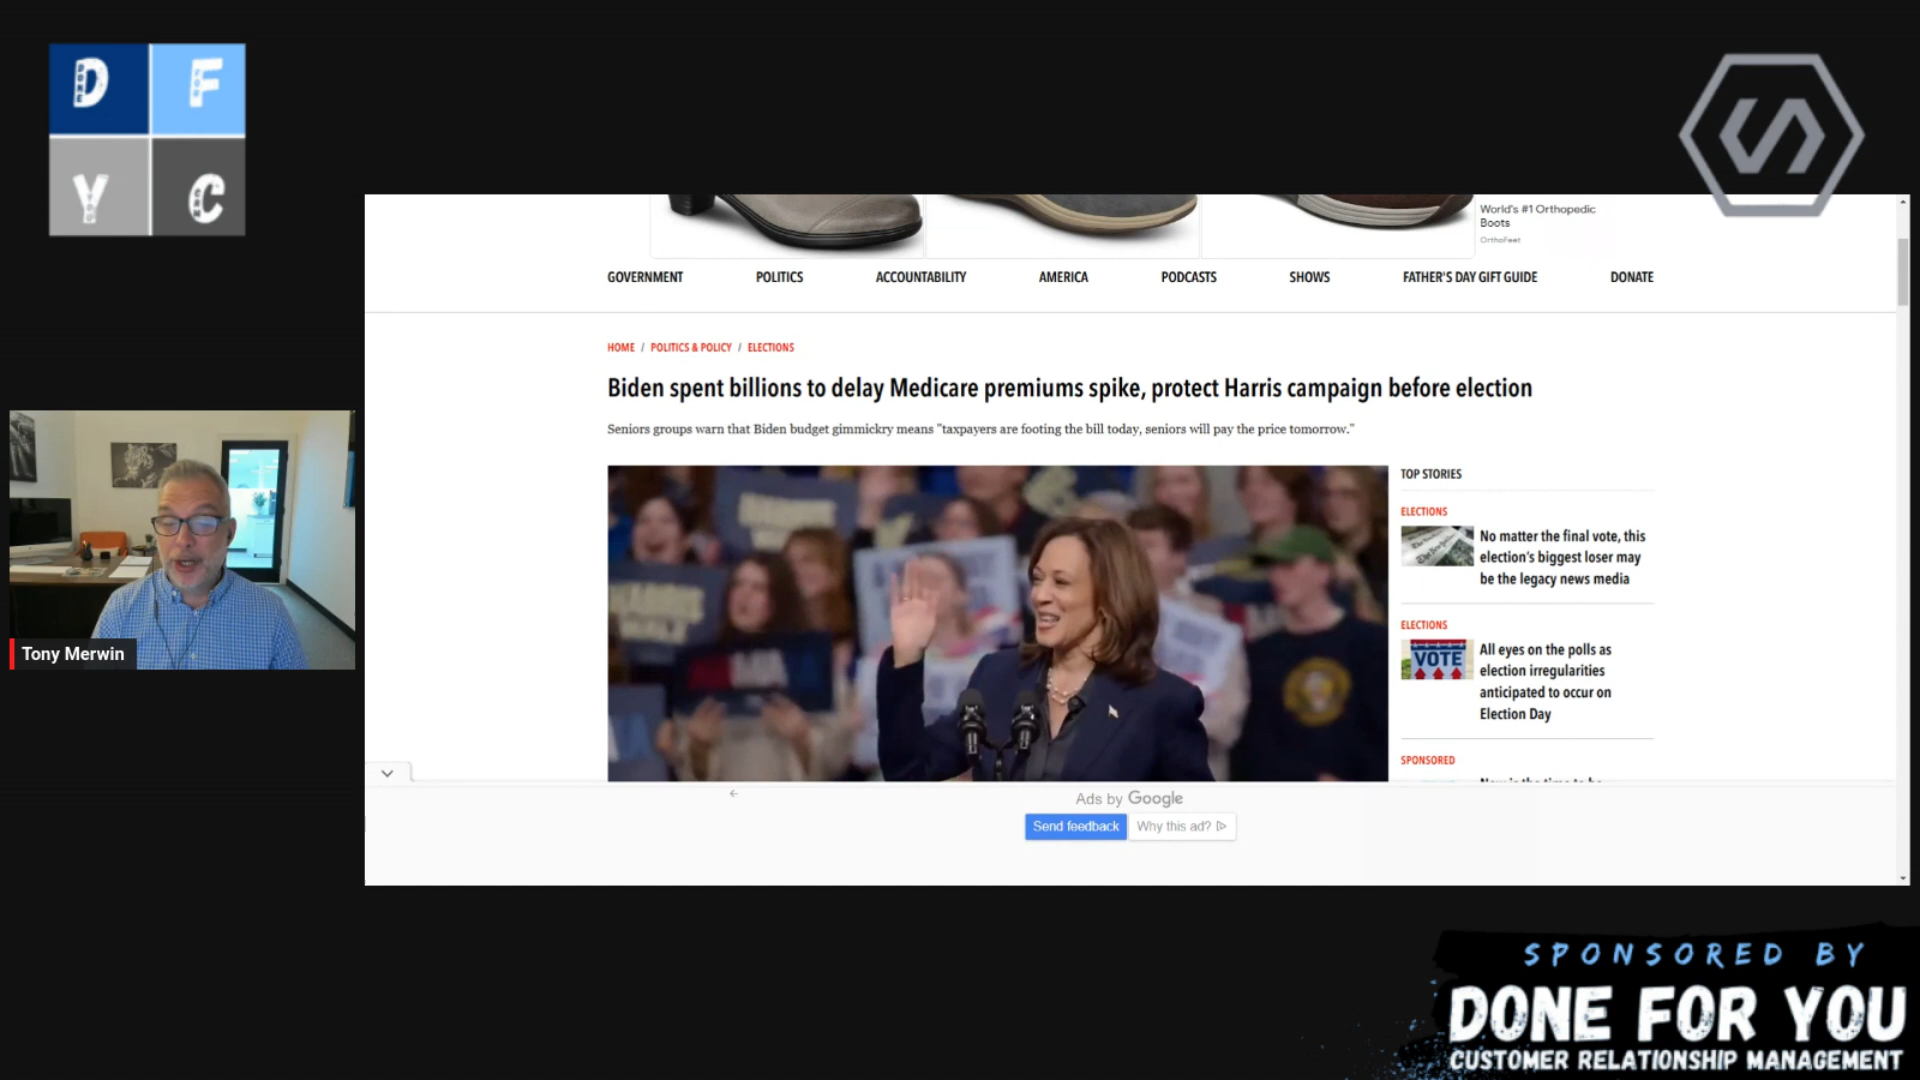 D DONE
F FOR
Y YOU
C CRM
World's #1 Orthopedic
Boots
OrthoFeet
GOVERNMENT POLITICS ACCOUNTABILITY AMERICA PODCASTS SHOWS FATHER'S DAY GIFT GUIDE DONATE
HOME / POLITICS & POLICY / ELECTIONS
Biden spent billions to delay Medicare premiums spike, protect Harris campaign before election
Seniors groups warn that Biden budget gimmickry means "taxpayers are footing the bill today, seniors will pay the price tomorrow."
TOP STORIES
ELECTIONS
No matter the final vote, this
election's biggest loser may
be the legacy news media
ELECTIONS
VOTE
All eyes on the polls as
election irregularities
anticipated to occur on
Election Day
SPONSORED
Tony Merwin
Ads by Google
Send feedback
Why this ad?
SPONSORED BY
DONE FOR YOU
CUSTOMER RELATIONSHIP MANAGEMENT